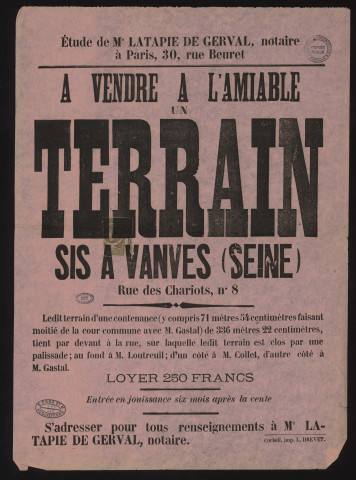 Étude de Me LATAPIE DE GERVAL, notaire
à Paris, 30, rue Beuret
A VENDRE A L'AMIABLE
UN
TERRAIN
SIS A VANVES (SEINE)
Rue des Chariots, n° 8
Ledit terrain d'une contenance (y compris 71 mètres 54 centimètres faisant
moitié de la cour commune avec M. Gastal) de 336 mètres 22 centimètres,
tient par devant à la rue, sur laquelle ledit terrain est clos par une
palissade; au fond à M. Loutreuil; d'un côté à M. Collet, d'autre côté à
M. Gastal.
LOYER 250 FRANCS
Entrée en jouissance six mois après la vente
S'adresser pour tous renseignements à Me LA-
TAPIE DE GERVAL, notaire.
Corbeil, imp. L. DREVET.